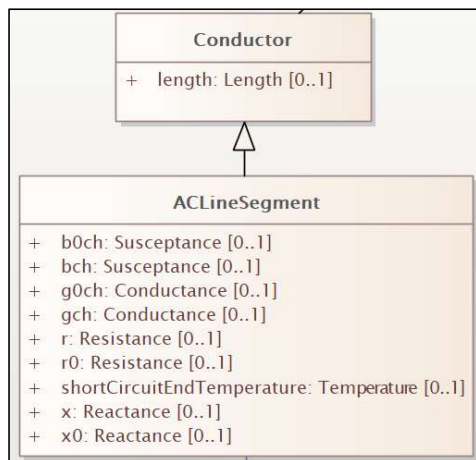 Conductor
+ length: Length [0..1]
ACLineSegment
+ b0ch: Susceptance [0..1]
+ bch: Susceptance [0..1]
+ g0ch: Conductance [0..1]
+ gch: Conductance [0..1]
+ r: Resistance [0..1]
+ r0: Resistance [0..1]
+ shortCircuitEndTemperature: Temperature [0..1]
+ x: Reactance [0..1]
+ x0: Reactance [0..1]